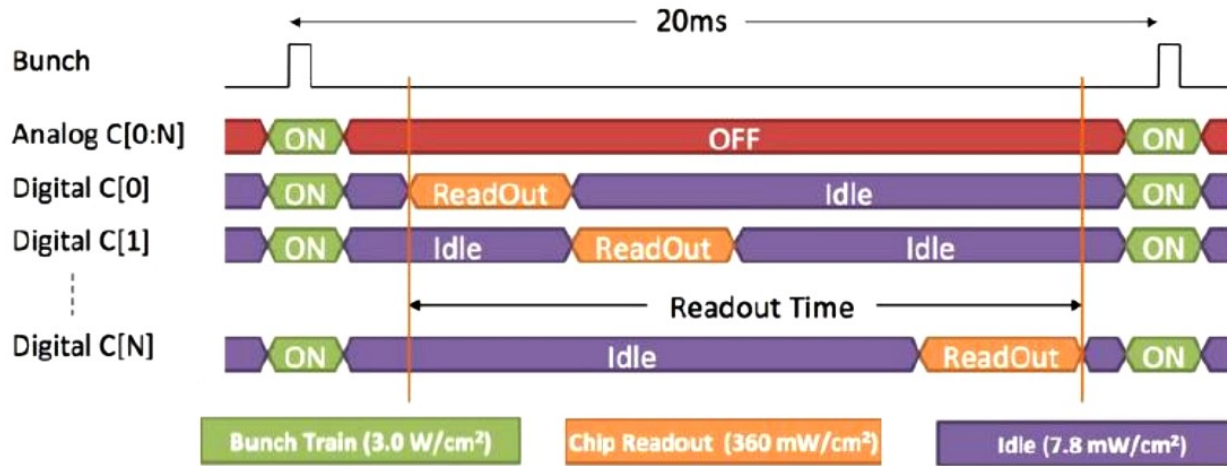 20ms
Bunch
Analog C[0:N] ON OFF ON
Digital C[0] ON ReadOut Idle ON
Digital C[1] ON Idle ReadOut Idle ON
Readout Time
Digital C[N] ON Idle ReadOut ON
Bunch Train (3.0 W/cm²) Chip Readout (360 mW/cm²) Idle (7.8 mW/cm²)